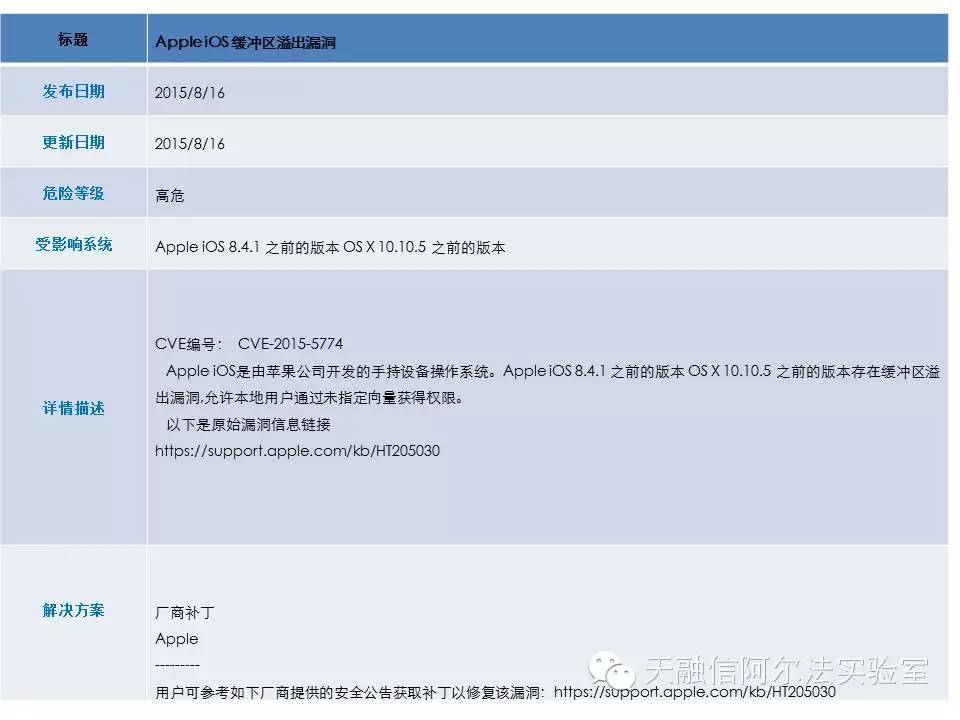 标题
Apple iOS 缓冲区溢出漏洞
发布日期
2015/8/16
更新日期
2015/8/16
危险等级
高危
受影响系统
Apple iOS 8.4.1 之前的版本 OS X 10.10.5 之前的版本
详情描述
CVE编号： CVE-2015-5774
Apple iOS是由苹果公司开发的手持设备操作系统。Apple iOS 8.4.1 之前的版本 OS X 10.10.5 之前的版本存在缓冲区溢
出漏洞,允许本地用户通过未指定向量获得权限。
以下是原始漏洞信息链接
https://support.apple.com/kb/HT205030
解决方案
厂商补丁
Apple
---------
用户可参考如下厂商提供的安全公告获取补丁以修复该漏洞：https://support.apple.com/kb/HT205030
天融信阿尔法实验室